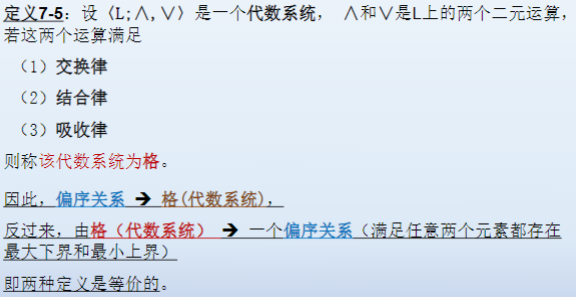 定义7-5：设〈L;∧,∨〉是一个代数系统， ∧和∨是L上的两个二元运算，
若这两个运算满足
（1）交换律
（2）结合律
（3）吸收律
则称该代数系统为格。
因此，偏序关系 ➔ 格(代数系统)，
反过来，由格（代数系统） ➔ 一个偏序关系（满足任意两个元素都存在
最大下界和最小上界）
即两种定义是等价的。